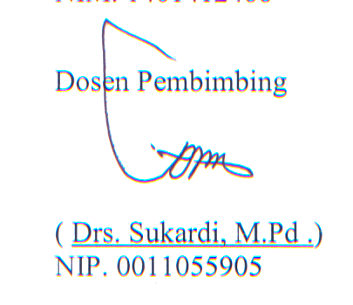 Dosen Pembimbing
( Drs. Sukardi, M.Pd .)
NIP. 0011055905